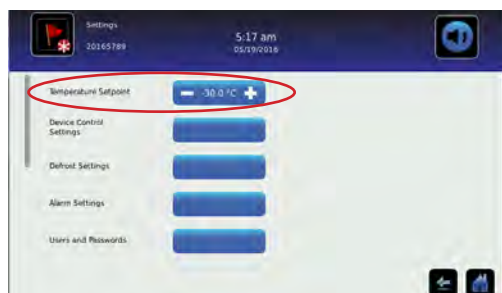 Settings
20165789
5:17 am
05/19/2016
Temperature Setpoint
-30.0 °C
Device Control
Settings
Defrost Settings
Alarm Settings
Users and Passwords